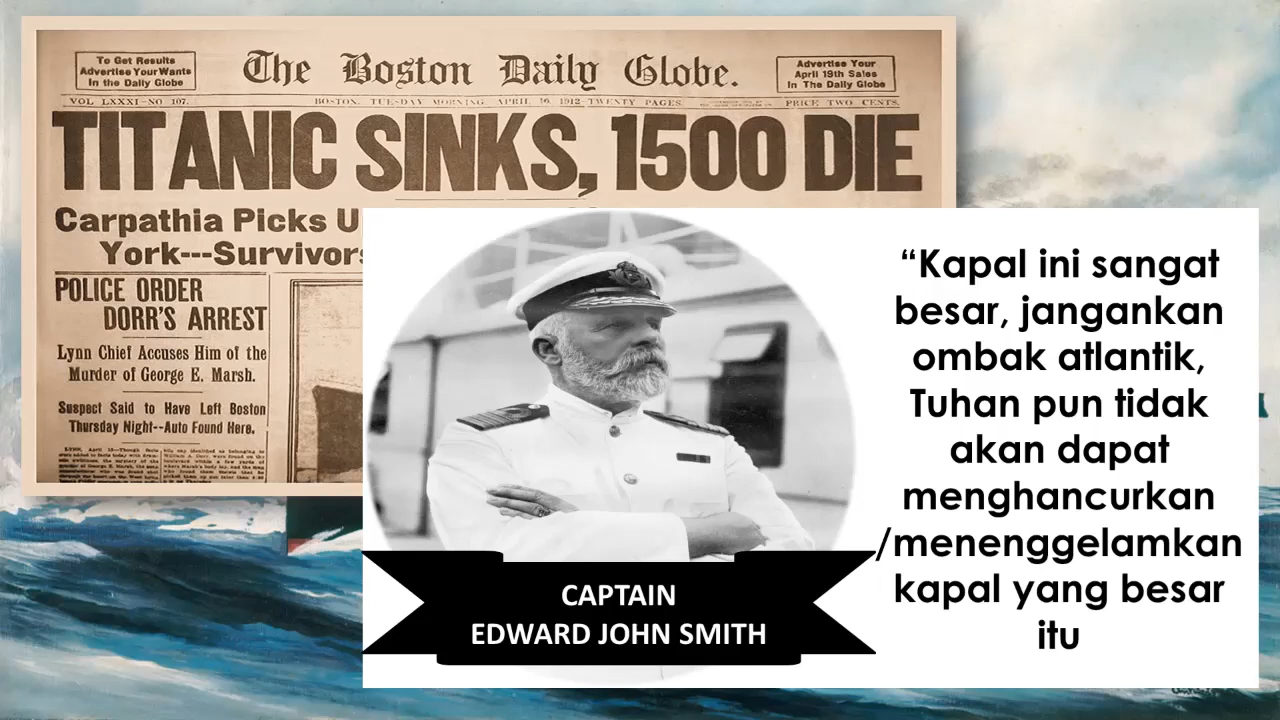 To Get Results
Advertise Your Wants
In the Daily Globe
The Boston Daily Globe.
Advertise Your
April 19th Sales
In The Daily Globe
VOL LXXXI—NO 107.
BOSTON, TUESDAY MORNING, APRIL 16, 1912—TWENTY PAGES.
PRICE TWO CENTS.
TITANIC SINKS, 1500 DIE
Carpathia Picks U
York---Survivors
POLICE ORDER
DORR'S ARREST
Lynn Chief Accuses Him of the
Murder of George E. Marsh.
Suspect Said to Have Left Boston
Thursday Night--Auto Found Here.
“Kapal ini sangat
besar, jangankan
ombak atlantik,
Tuhan pun tidak
akan dapat
menghancurkan
/menenggelamkan
kapal yang besar
itu
CAPTAIN
EDWARD JOHN SMITH